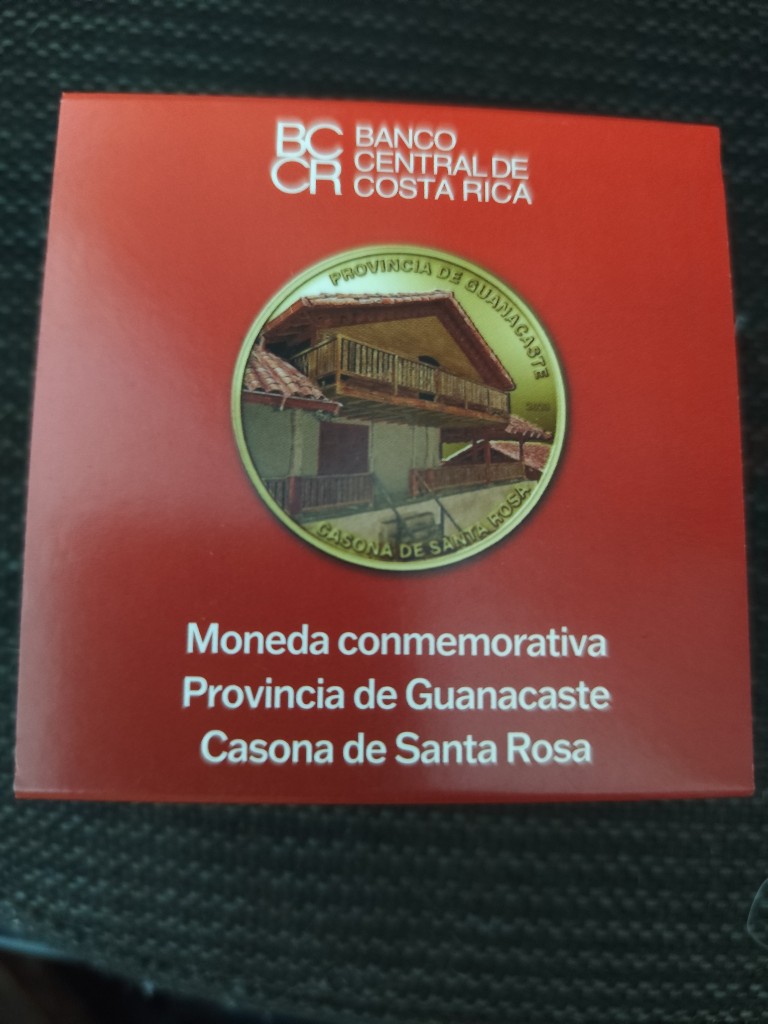 BC
CR
BANCO
CENTRAL DE
COSTA RICA
PROVINCIA DE GUANACASTE
CASONA DE SANTA ROSA
Moneda conmemorativa
Provincia de Guanacaste
Casona de Santa Rosa